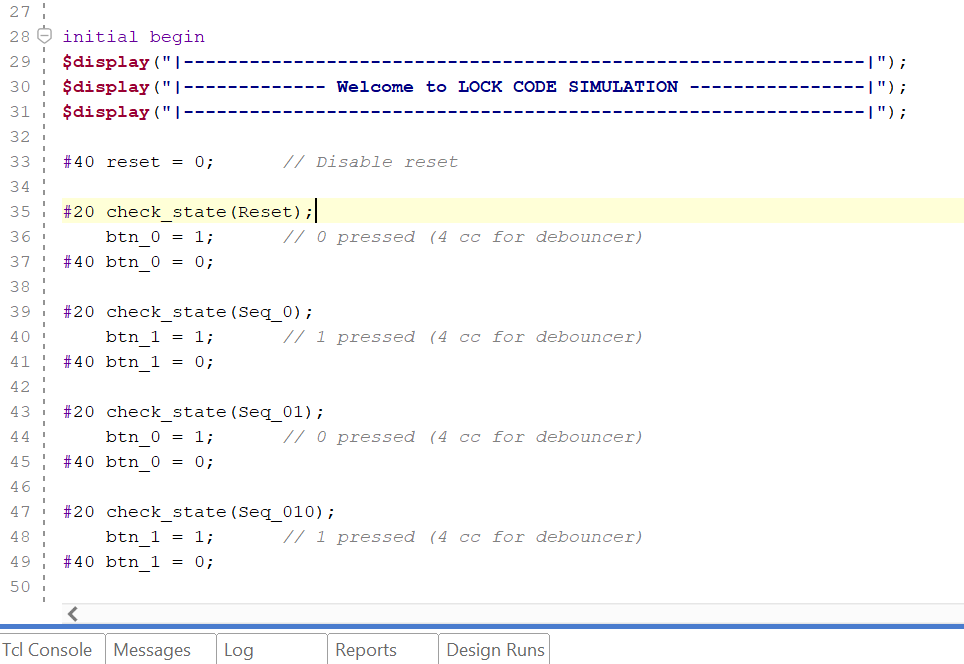 27
28 initial begin
29 $display("|--------------------------------------------------------------|");
30 $display("|------------- Welcome to LOCK CODE SIMULATION ----------------|");
31 $display("|--------------------------------------------------------------|");
32
33 #40 reset = 0;      // Disable reset
34
35 #20 check_state(Reset);
36     btn_0 = 1;      // 0 pressed (4 cc for debouncer)
37 #40 btn_0 = 0;
38
39 #20 check_state(Seq_0);
40     btn_1 = 1;      // 1 pressed (4 cc for debouncer)
41 #40 btn_1 = 0;
42
43 #20 check_state(Seq_01);
44     btn_0 = 1;      // 0 pressed (4 cc for debouncer)
45 #40 btn_0 = 0;
46
47 #20 check_state(Seq_010);
48     btn_1 = 1;      // 1 pressed (4 cc for debouncer)
49 #40 btn_1 = 0;
50
Tcl Console Messages Log Reports Design Runs